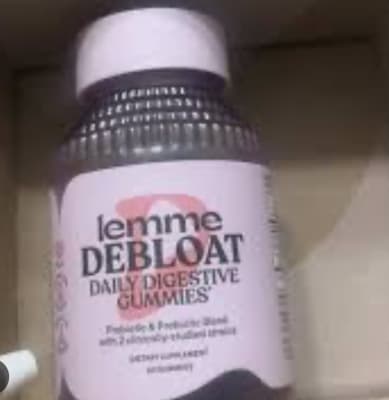 lemme
DEBLOAT
DAILY DIGESTIVE
GUMMIES*
Prebiotic & Probiotic Blend
with 2 clinically-studied strains
DIETARY SUPPLEMENT